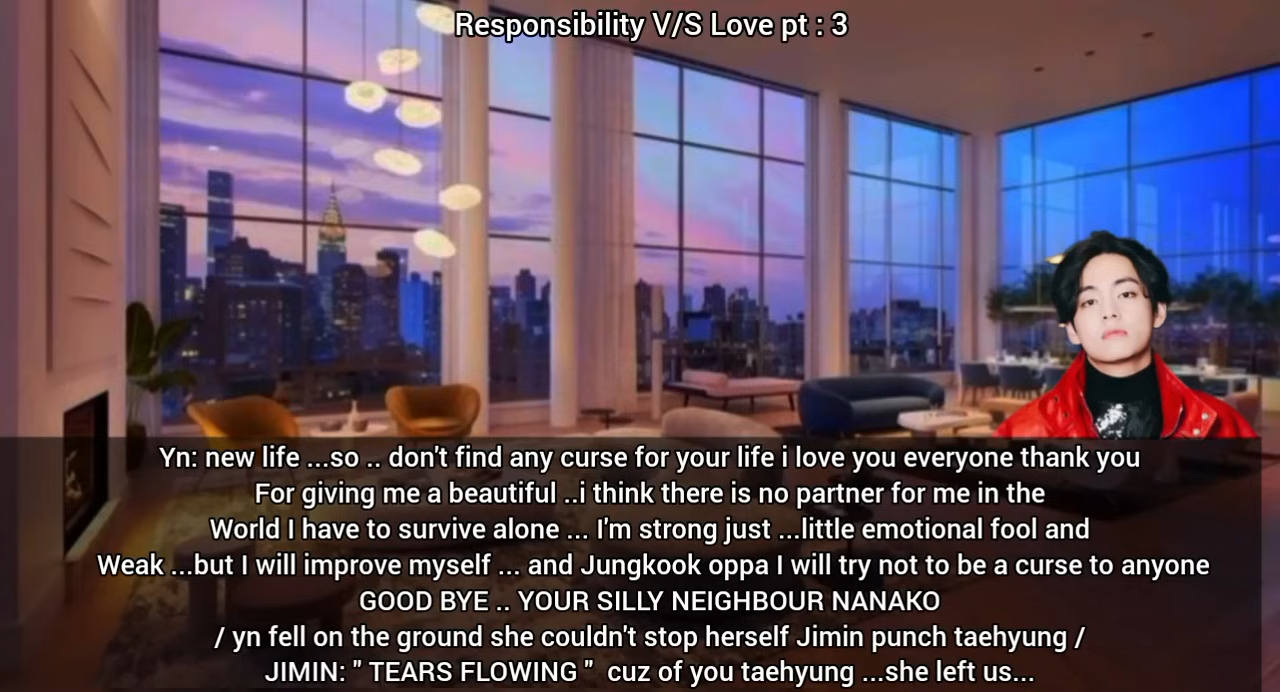 Responsibility V/S Love pt : 3
Yn: new life ...so .. don't find any curse for your life i love you everyone thank you
For giving me a beautiful ..i think there is no partner for me in the
World I have to survive alone ... I'm strong just ...little emotional fool and
Weak ...but I will improve myself ... and Jungkook oppa I will try not to be a curse to anyone
GOOD BYE .. YOUR SILLY NEIGHBOUR NANAKO
/ yn fell on the ground she couldn't stop herself Jimin punch taehyung /
JIMIN: " TEARS FLOWING "  cuz of you taehyung ...she left us...